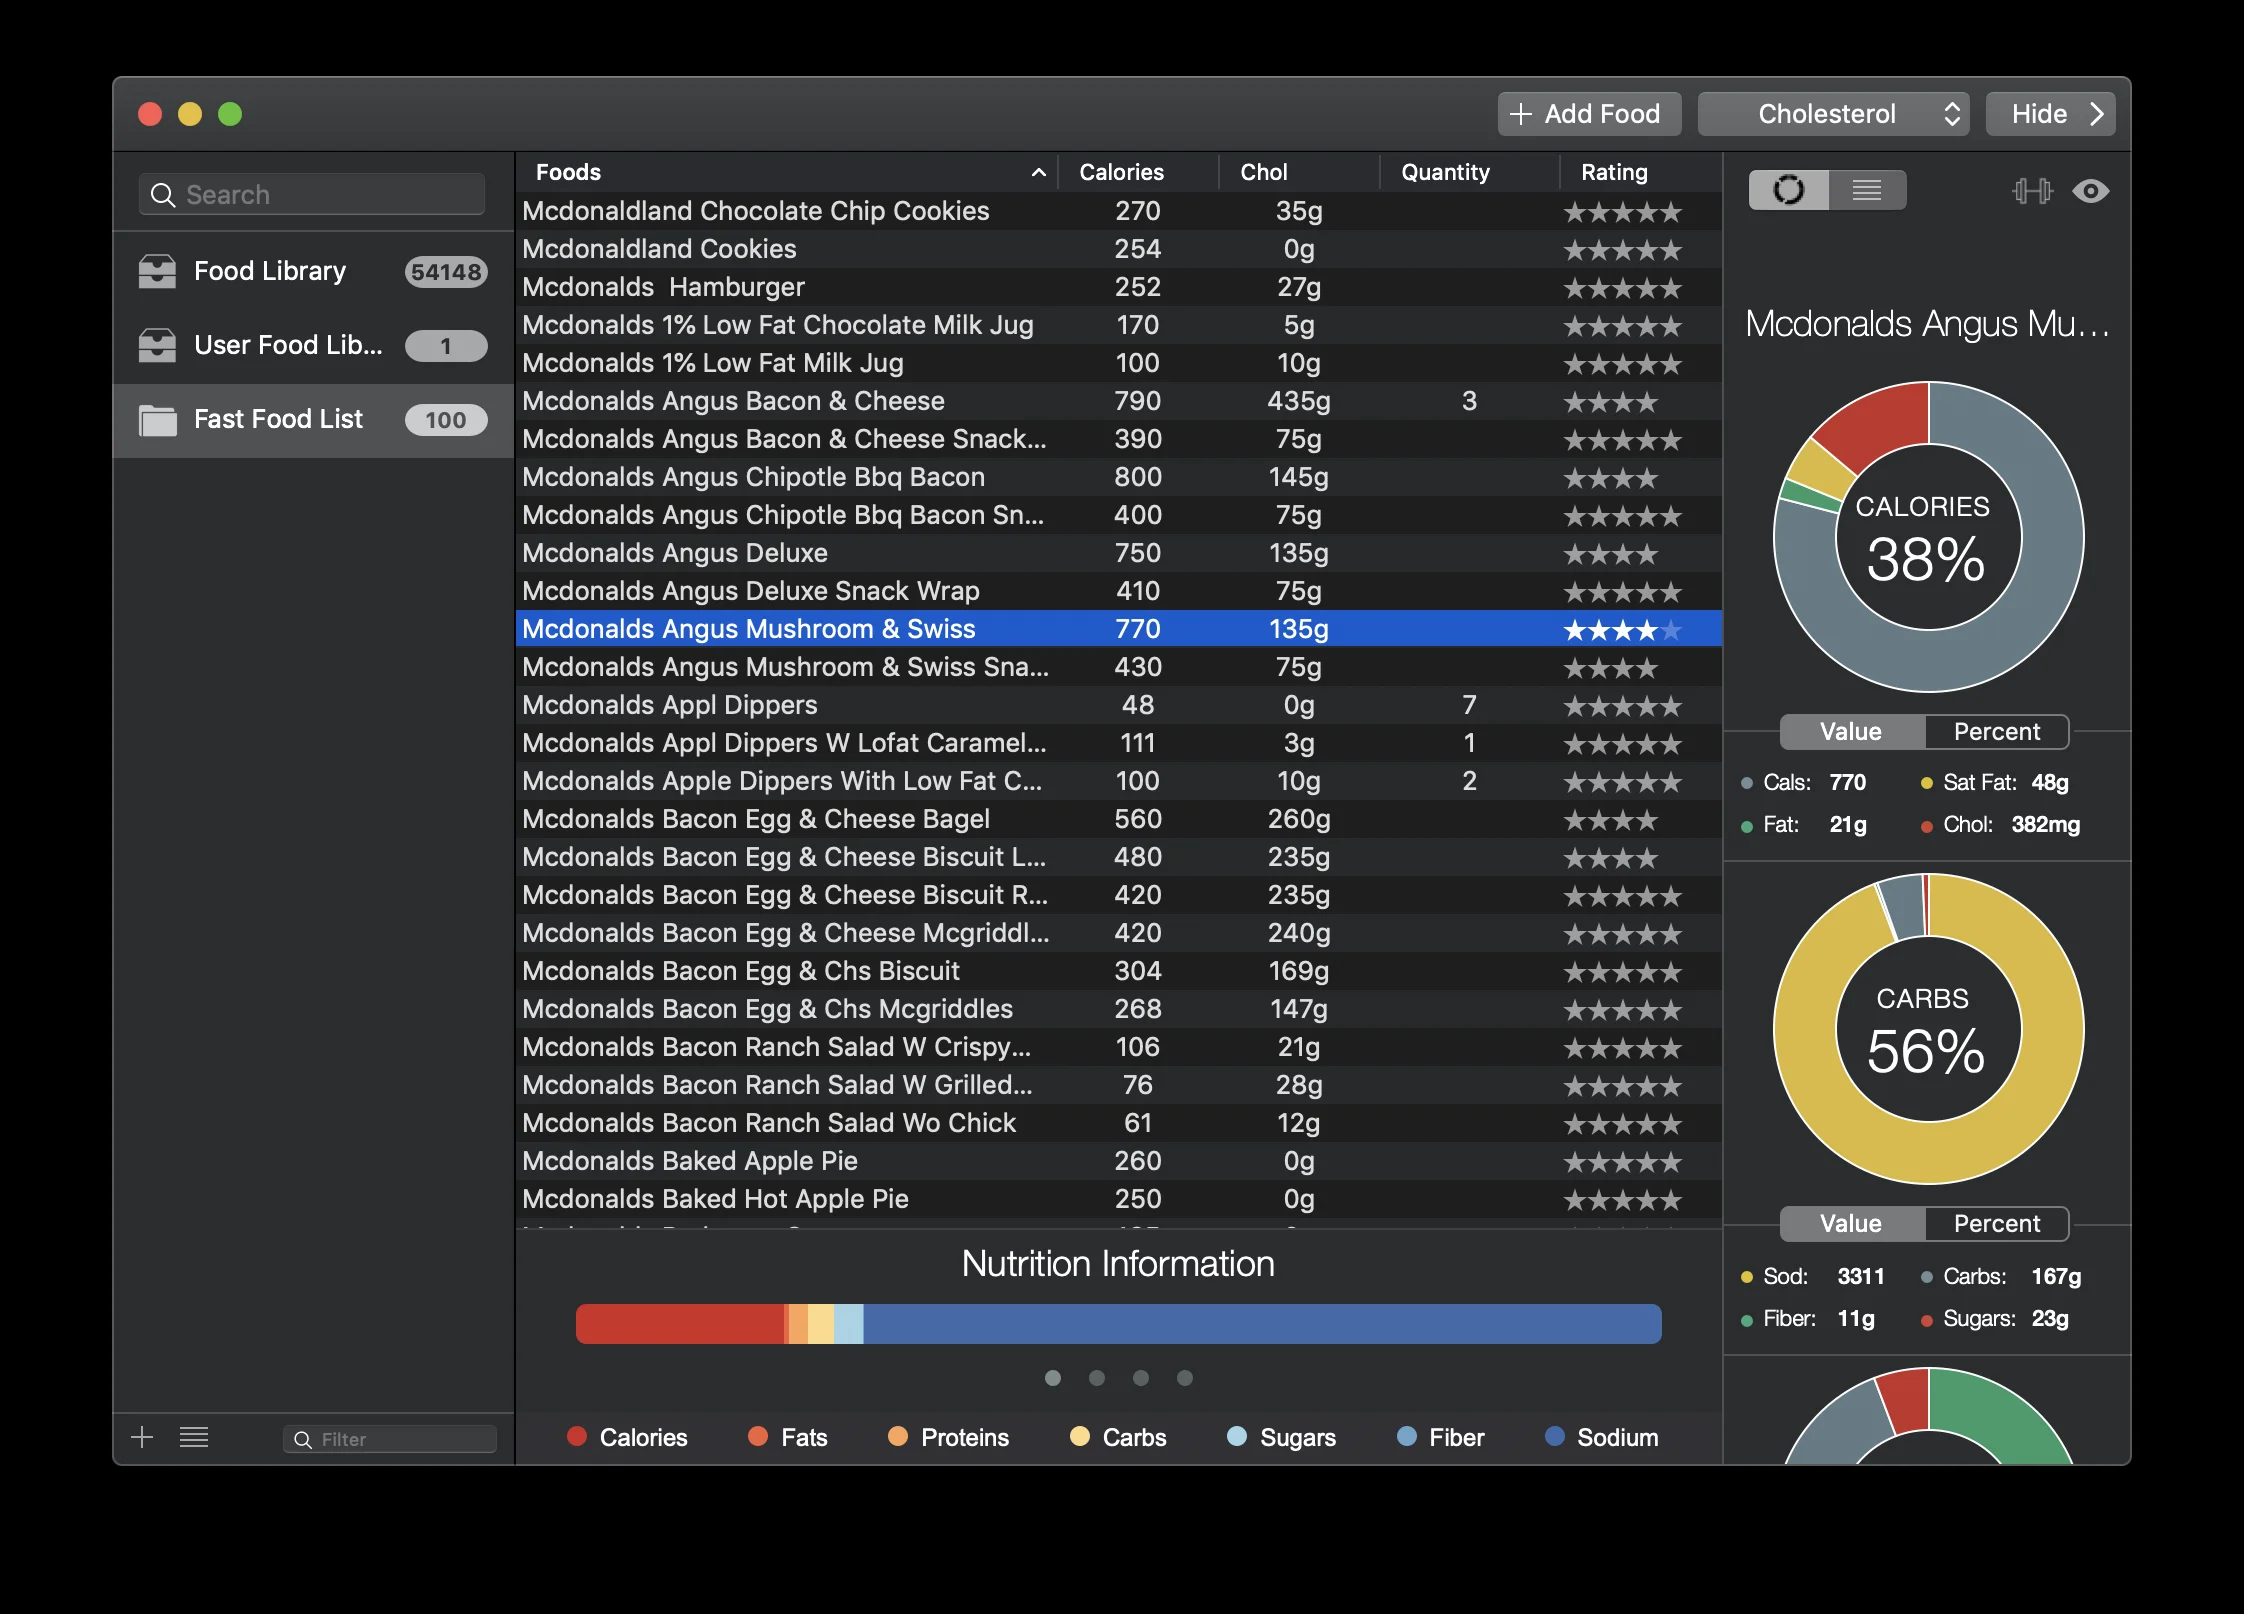 Add Food Cholesterol Hide
Search
Food Library 54148
User Food Lib... 1
Fast Food List 100
Filter
Foods Calories Chol Quantity Rating
Mcdonaldland Chocolate Chip Cookies 270 35g ★★★★★
Mcdonaldland Cookies 254 0g ★★★★★
Mcdonalds  Hamburger 252 27g ★★★★★
Mcdonalds 1% Low Fat Chocolate Milk Jug 170 5g ★★★★★
Mcdonalds 1% Low Fat Milk Jug 100 10g ★★★★★
Mcdonalds Angus Bacon & Cheese 790 435g 3 ★★★★
Mcdonalds Angus Bacon & Cheese Snack... 390 75g ★★★★★
Mcdonalds Angus Chipotle Bbq Bacon 800 145g ★★★★
Mcdonalds Angus Chipotle Bbq Bacon Sn... 400 75g ★★★★★
Mcdonalds Angus Deluxe 750 135g ★★★★
Mcdonalds Angus Deluxe Snack Wrap 410 75g ★★★★★
Mcdonalds Angus Mushroom & Swiss 770 135g ★★★★★
Mcdonalds Angus Mushroom & Swiss Sna... 430 75g ★★★★
Mcdonalds Appl Dippers 48 0g 7 ★★★★★
Mcdonalds Appl Dippers W Lofat Caramel... 111 3g 1 ★★★★★
Mcdonalds Apple Dippers With Low Fat C... 100 10g 2 ★★★★★
Mcdonalds Bacon Egg & Cheese Bagel 560 260g ★★★★
Mcdonalds Bacon Egg & Cheese Biscuit L... 480 235g ★★★★
Mcdonalds Bacon Egg & Cheese Biscuit R... 420 235g ★★★★★
Mcdonalds Bacon Egg & Cheese Mcgriddl... 420 240g ★★★★★
Mcdonalds Bacon Egg & Chs Biscuit 304 169g ★★★★★
Mcdonalds Bacon Egg & Chs Mcgriddles 268 147g ★★★★★
Mcdonalds Bacon Ranch Salad W Crispy... 106 21g ★★★★★
Mcdonalds Bacon Ranch Salad W Grilled... 76 28g ★★★★★
Mcdonalds Bacon Ranch Salad Wo Chick 61 12g ★★★★★
Mcdonalds Baked Apple Pie 260 0g ★★★★★
Mcdonalds Baked Hot Apple Pie 250 0g ★★★★★
Nutrition Information
Calories Fats Proteins Carbs Sugars Fiber Sodium
Mcdonalds Angus Mu...
CALORIES
38%
Value Percent
Cals: 770 Sat Fat: 48g
Fat: 21g Chol: 382mg
CARBS
56%
Value Percent
Sod: 3311 Carbs: 167g
Fiber: 11g Sugars: 23g